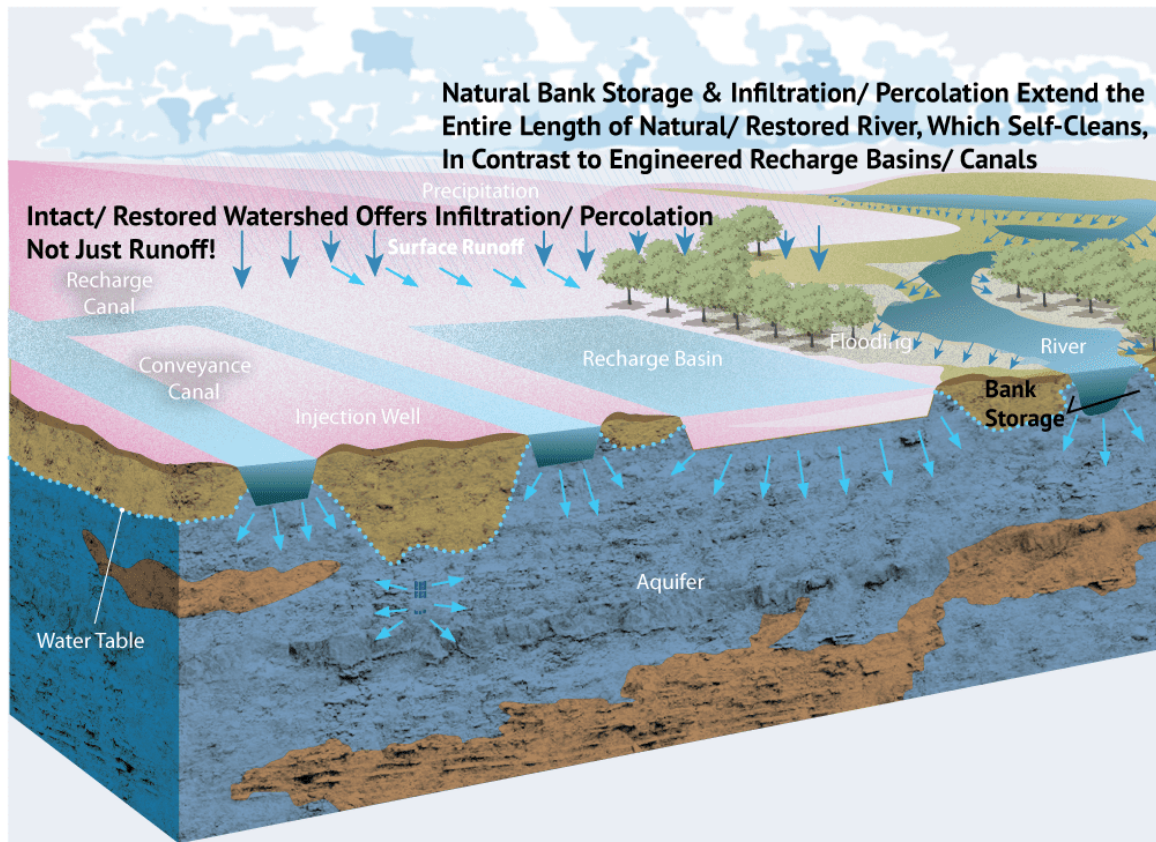 Natural Bank Storage & Infiltration/ Percolation Extend the
Entire Length of Natural/ Restored River, Which Self-Cleans,
In Contrast to Engineered Recharge Basins/ Canals
Precipitation
Intact/ Restored Watershed Offers Infiltration/ Percolation
Not Just Runoff!
Surface Runoff
Recharge
Canal
Conveyance
Canal
Injection Well
Recharge Basin
Flooding
River
Bank
Storage
Aquifer
Water Table